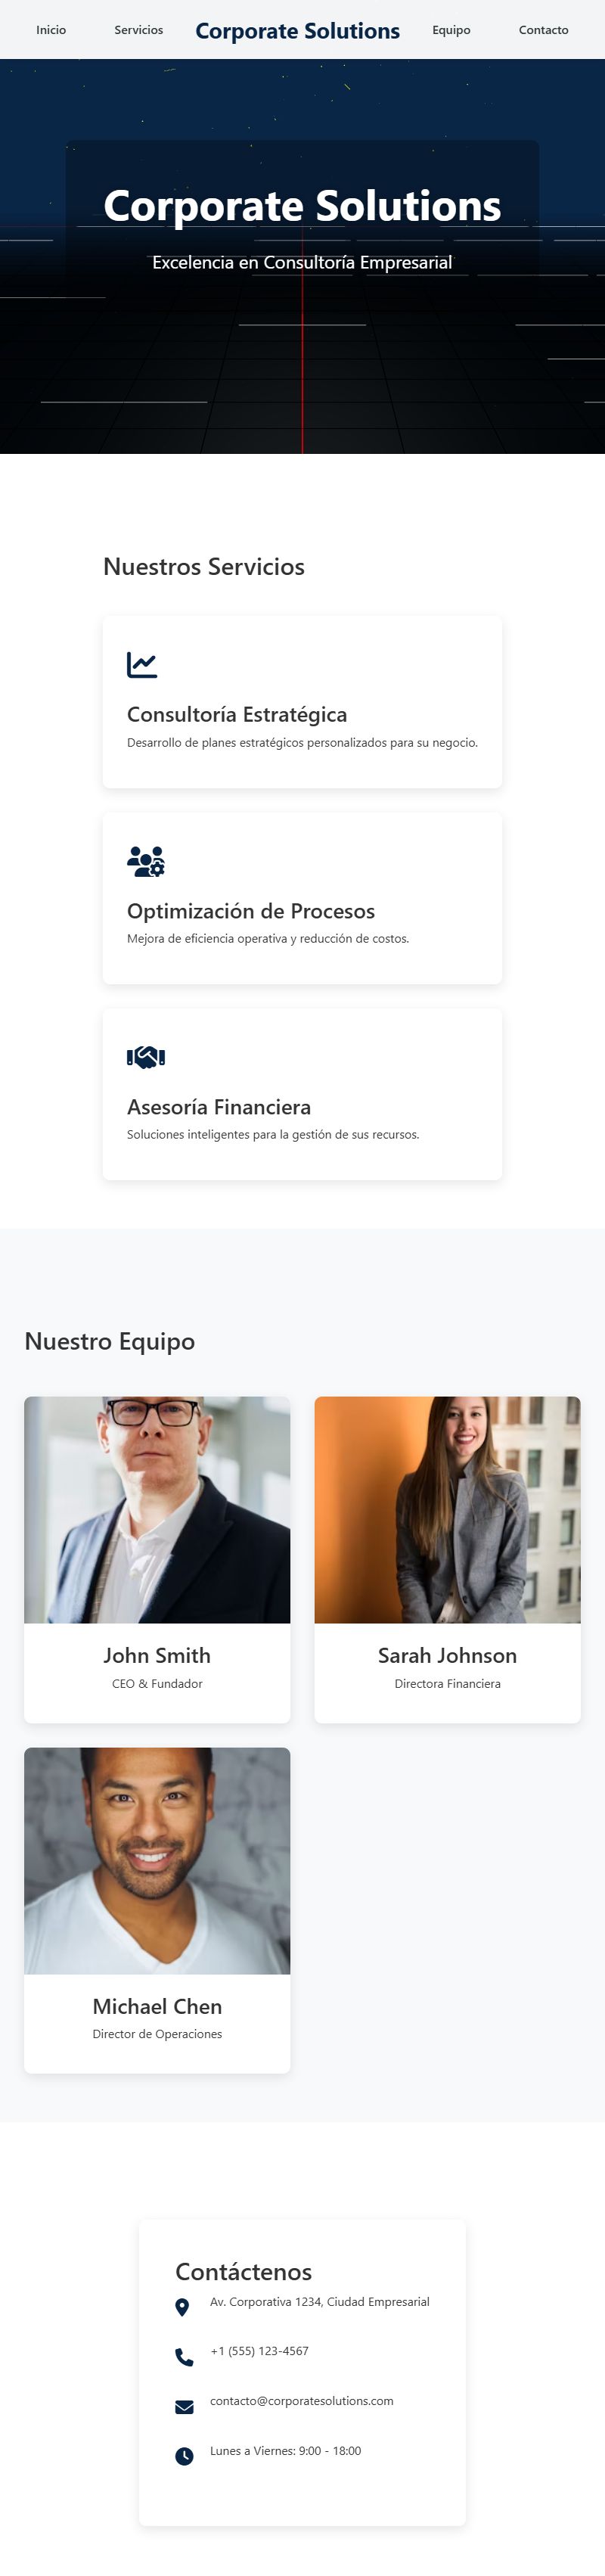 Inicio
Servicios
Corporate Solutions
Equipo
Contacto
Corporate Solutions
Excelencia en Consultoría Empresarial
Nuestros Servicios
Consultoría Estratégica
Desarrollo de planes estratégicos personalizados para su negocio.
Optimización de Procesos
Mejora de eficiencia operativa y reducción de costos.
Asesoría Financiera
Soluciones inteligentes para la gestión de sus recursos.
Nuestro Equipo
John Smith
CEO & Fundador
Sarah Johnson
Directora Financiera
Michael Chen
Director de Operaciones
Contáctenos
Av. Corporativa 1234, Ciudad Empresarial
+1 (555) 123-4567
contacto@corporatesolutions.com
Lunes a Viernes: 9:00 - 18:00